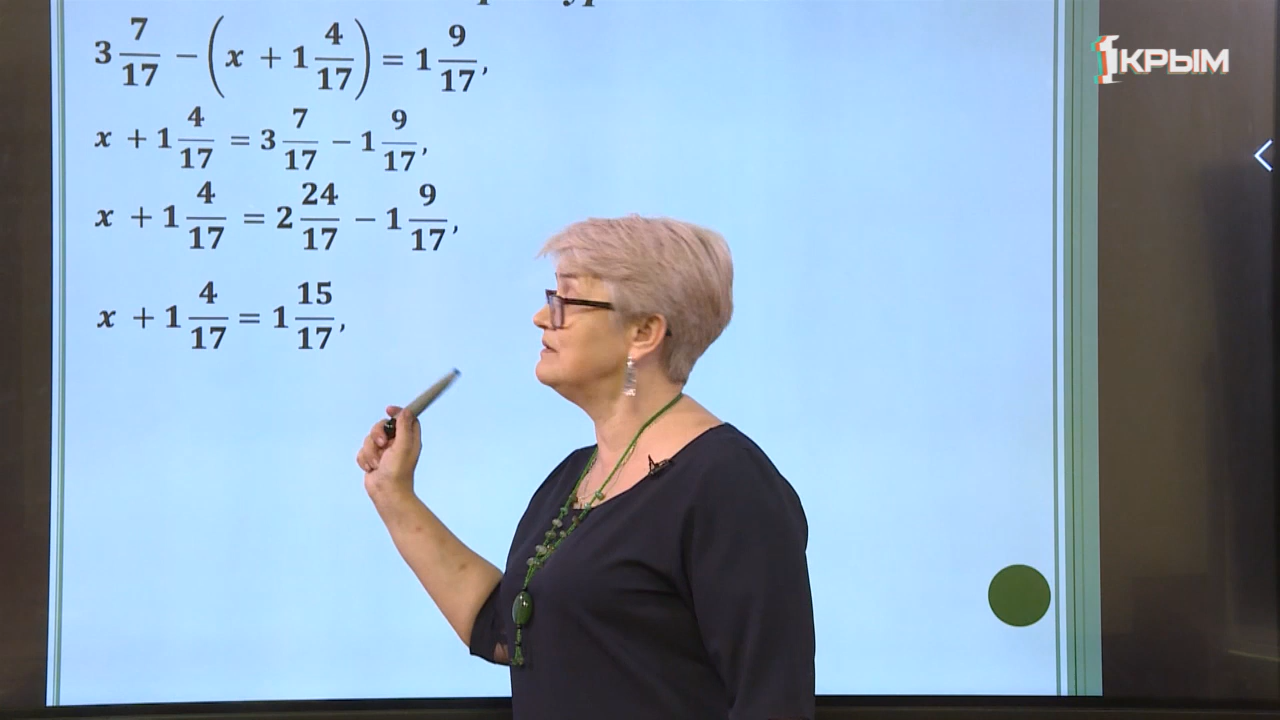 3 7/17 − (x + 1 4/17) = 1 9/17,
x + 1 4/17 = 3 7/17 − 1 9/17,
x + 1 4/17 = 2 24/17 − 1 9/17,
x + 1 4/17 = 1 15/17,
1КРЫМ